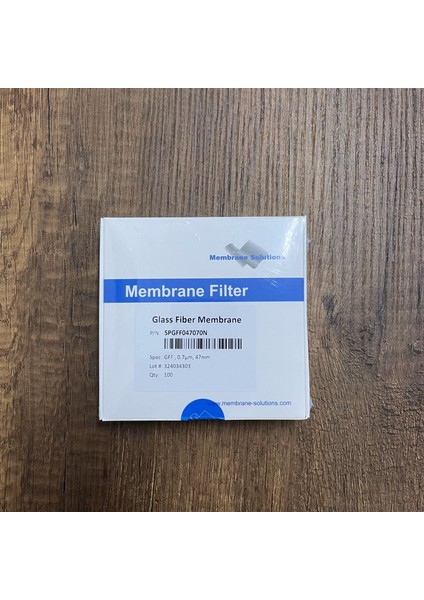 Membrane Solutions
Membrane Filter
Glass Fiber Membrane
P/N: SPGFF047070N
Spec: GFF, 0.7μm, 47mm
Lot #: 324034303
Qty: 100
www.membrane-solutions.com